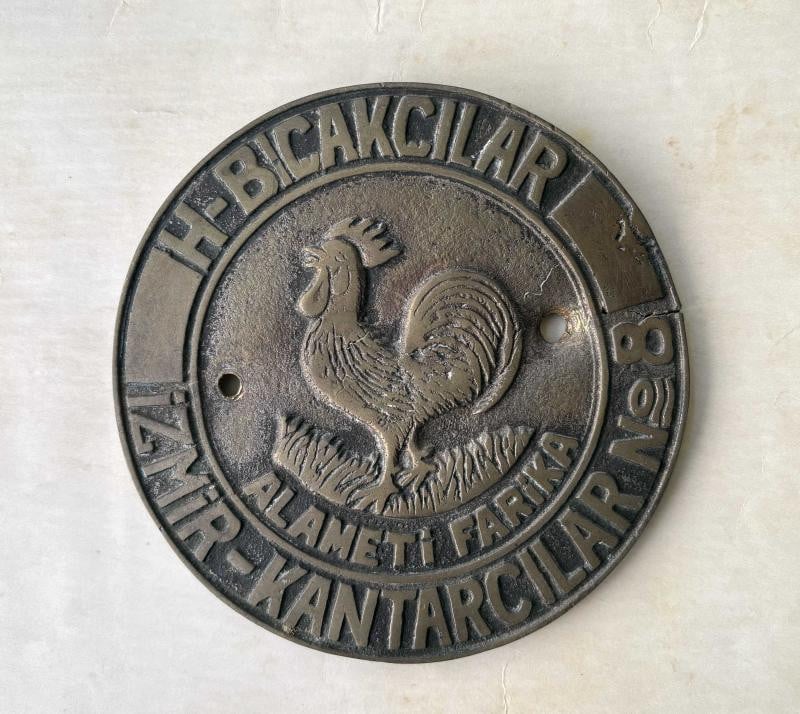 H-BiCAKCILAR
ALAMETİ FARİKA
İZMİR-KANTARCILAR No 8